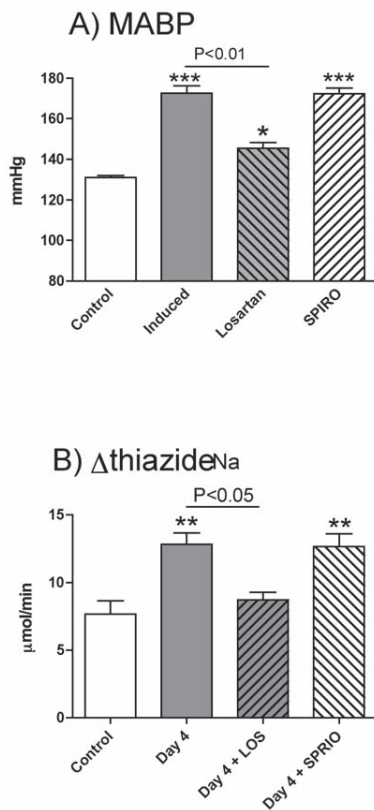 A) MABP
P<0.01
***
***
*
180
160
140
120
100
80
mmHg
Control
Induced
Losartan
SPIRO
B) ΔthiazideNa
P<0.05
**
**
15
10
5
0
μmol/min
Control
Day 4
Day 4 + LOS
Day 4 + SPRIO